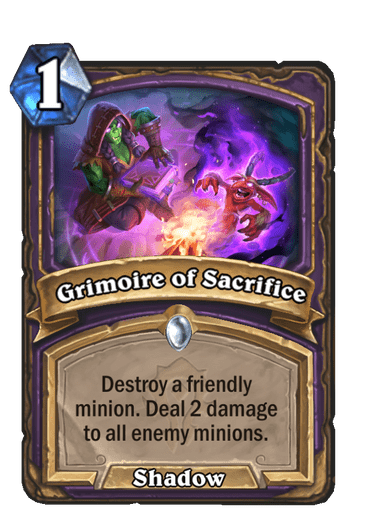 1
Grimoire of Sacrifice
Destroy a friendly
minion. Deal 2 damage
to all enemy minions.
Shadow